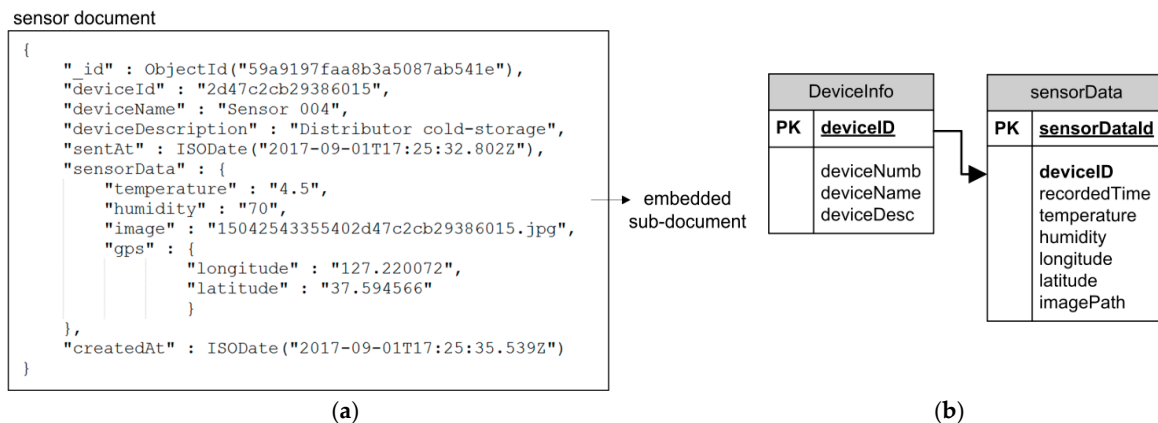 sensor document
{
"_id" : ObjectId("59a9197faa8b3a5087ab541e"),
"deviceId" : "2d47c2cb29386015",
"deviceName" : "Sensor 004",
"deviceDescription" : "Distributor cold-storage",
"sentAt" : ISODate("2017-09-01T17:25:32.802Z"),
"sensorData" : {
"temperature" : "4.5",
"humidity" : "70",
"image" : "15042543355402d47c2cb29386015.jpg",
"gps" : {
"longitude" : "127.220072",
"latitude" : "37.594566"
}
},
"createdAt" : ISODate("2017-09-01T17:25:35.539Z")
}
embedded
sub-document
(a)
DeviceInfo
PK deviceID
deviceNumb
deviceName
deviceDesc
sensorData
PK sensorDataId
deviceID
recordedTime
temperature
humidity
longitude
latitude
imagePath
(b)